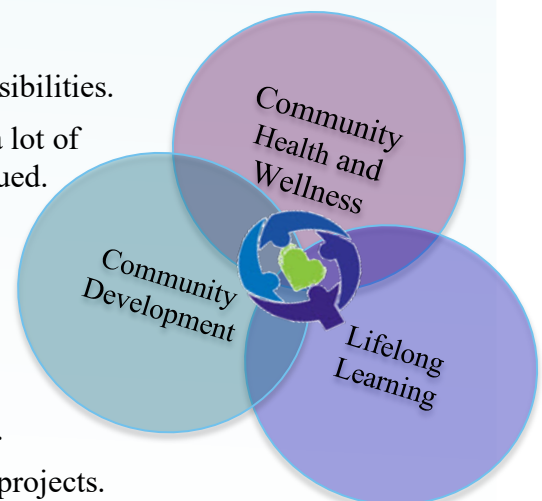 sibilities.
a lot of
ued.
Community
Health and
Wellness
Community
Development
Lifelong
Learning
.
projects.